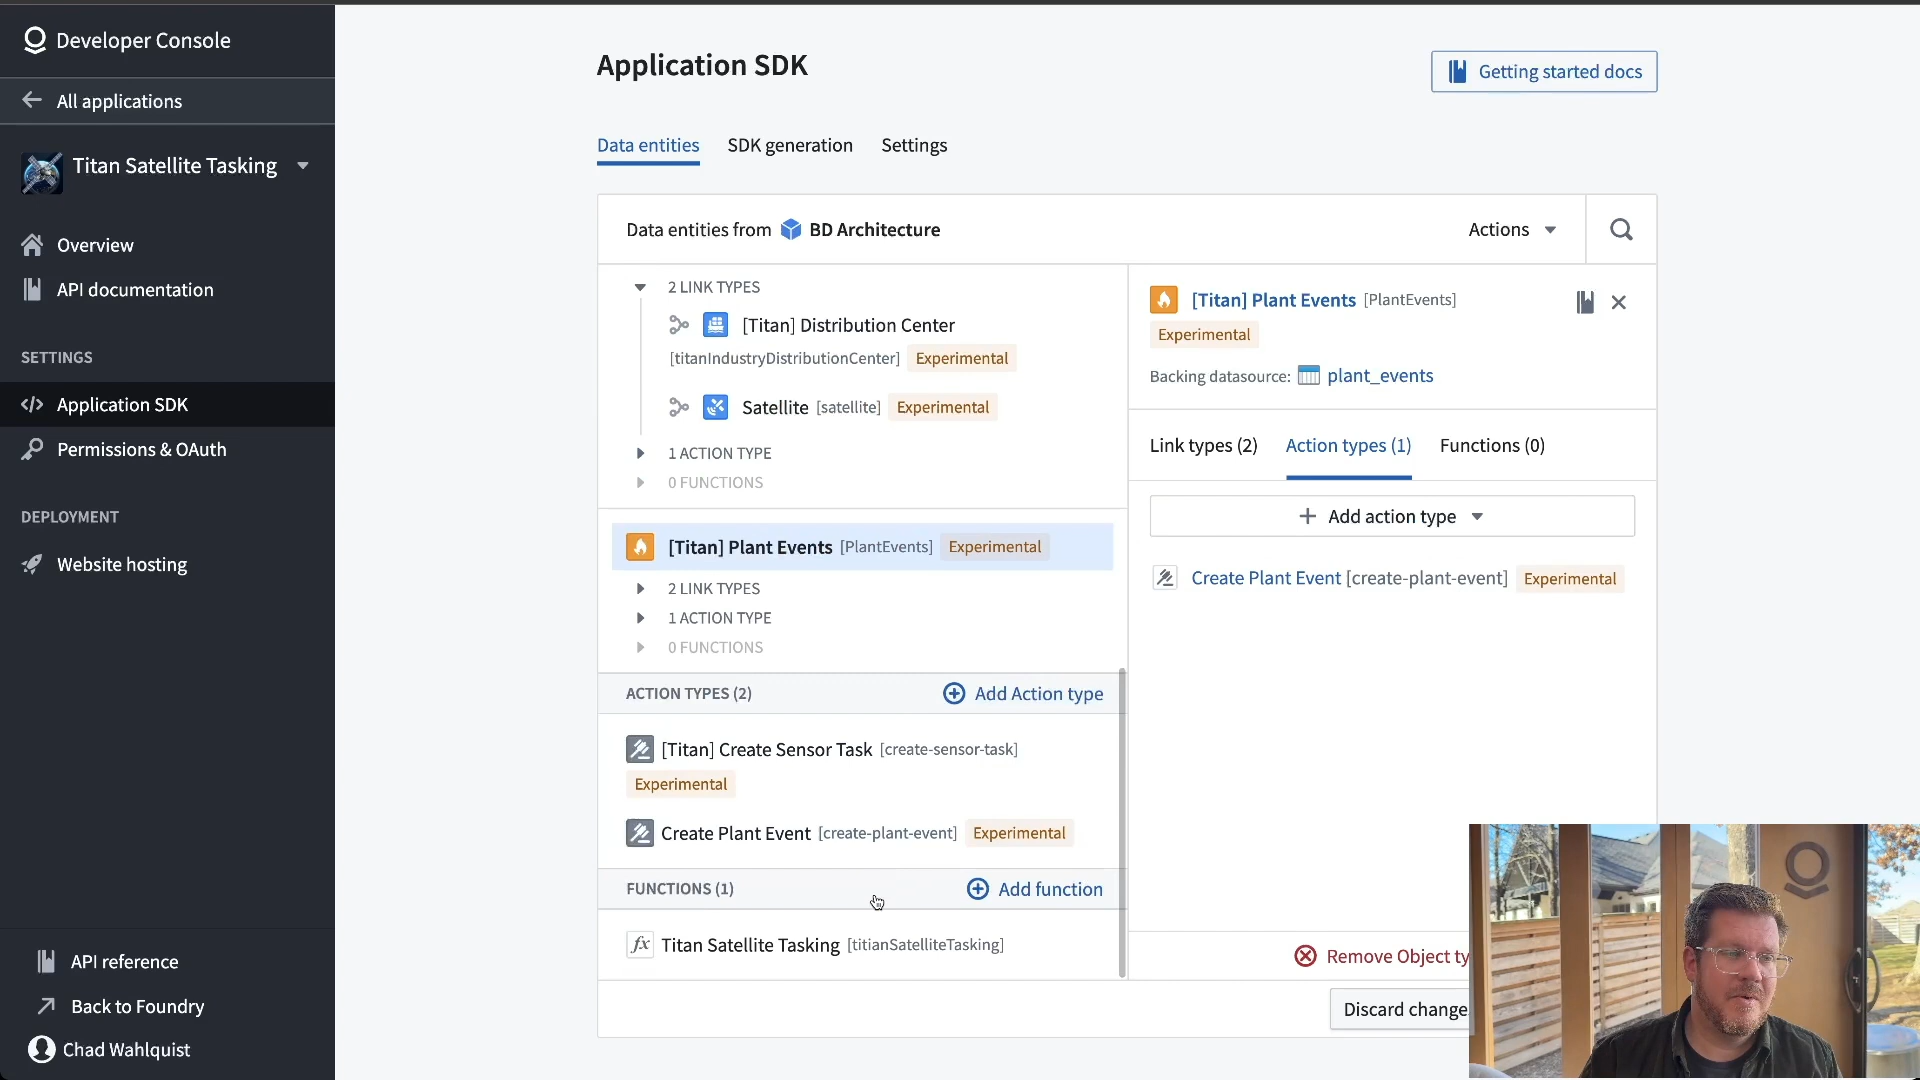 Developer Console
All applications
Titan Satellite Tasking
Overview
API documentation
SETTINGS
Application SDK
Permissions & OAuth
DEPLOYMENT
Website hosting
API reference
Back to Foundry
Chad Wahlquist
Application SDK
Getting started docs
Data entities SDK generation Settings
Data entities from BD Architecture
Actions
2 LINK TYPES
[Titan] Distribution Center
[titanIndustryDistributionCenter] Experimental
Satellite [satellite] Experimental
1 ACTION TYPE
0 FUNCTIONS
[Titan] Plant Events [PlantEvents] Experimental
2 LINK TYPES
1 ACTION TYPE
0 FUNCTIONS
ACTION TYPES (2) Add Action type
[Titan] Create Sensor Task [create-sensor-task]
Experimental
Create Plant Event [create-plant-event] Experimental
FUNCTIONS (1) Add function
fx Titan Satellite Tasking [titianSatelliteTasking]
[Titan] Plant Events [PlantEvents]
Experimental
Backing datasource: plant_events
Link types (2) Action types (1) Functions (0)
Add action type
Create Plant Event [create-plant-event] Experimental
Remove Object ty
Discard change